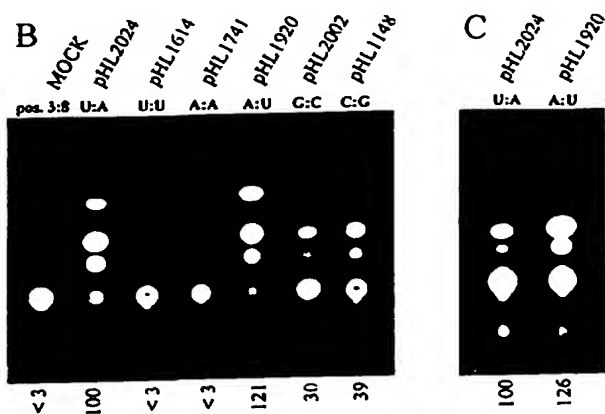 B
MOCK pHL2024 pHL1614 pHL1741 pHL1920 pHL2002 pHL1148
pos. 3:8 U:A U:U A:A A:U G:C C:G
< 3 100 < 3 < 3 121 30 39
C
pHL2024 pHL1920
U:A A:U
100 126